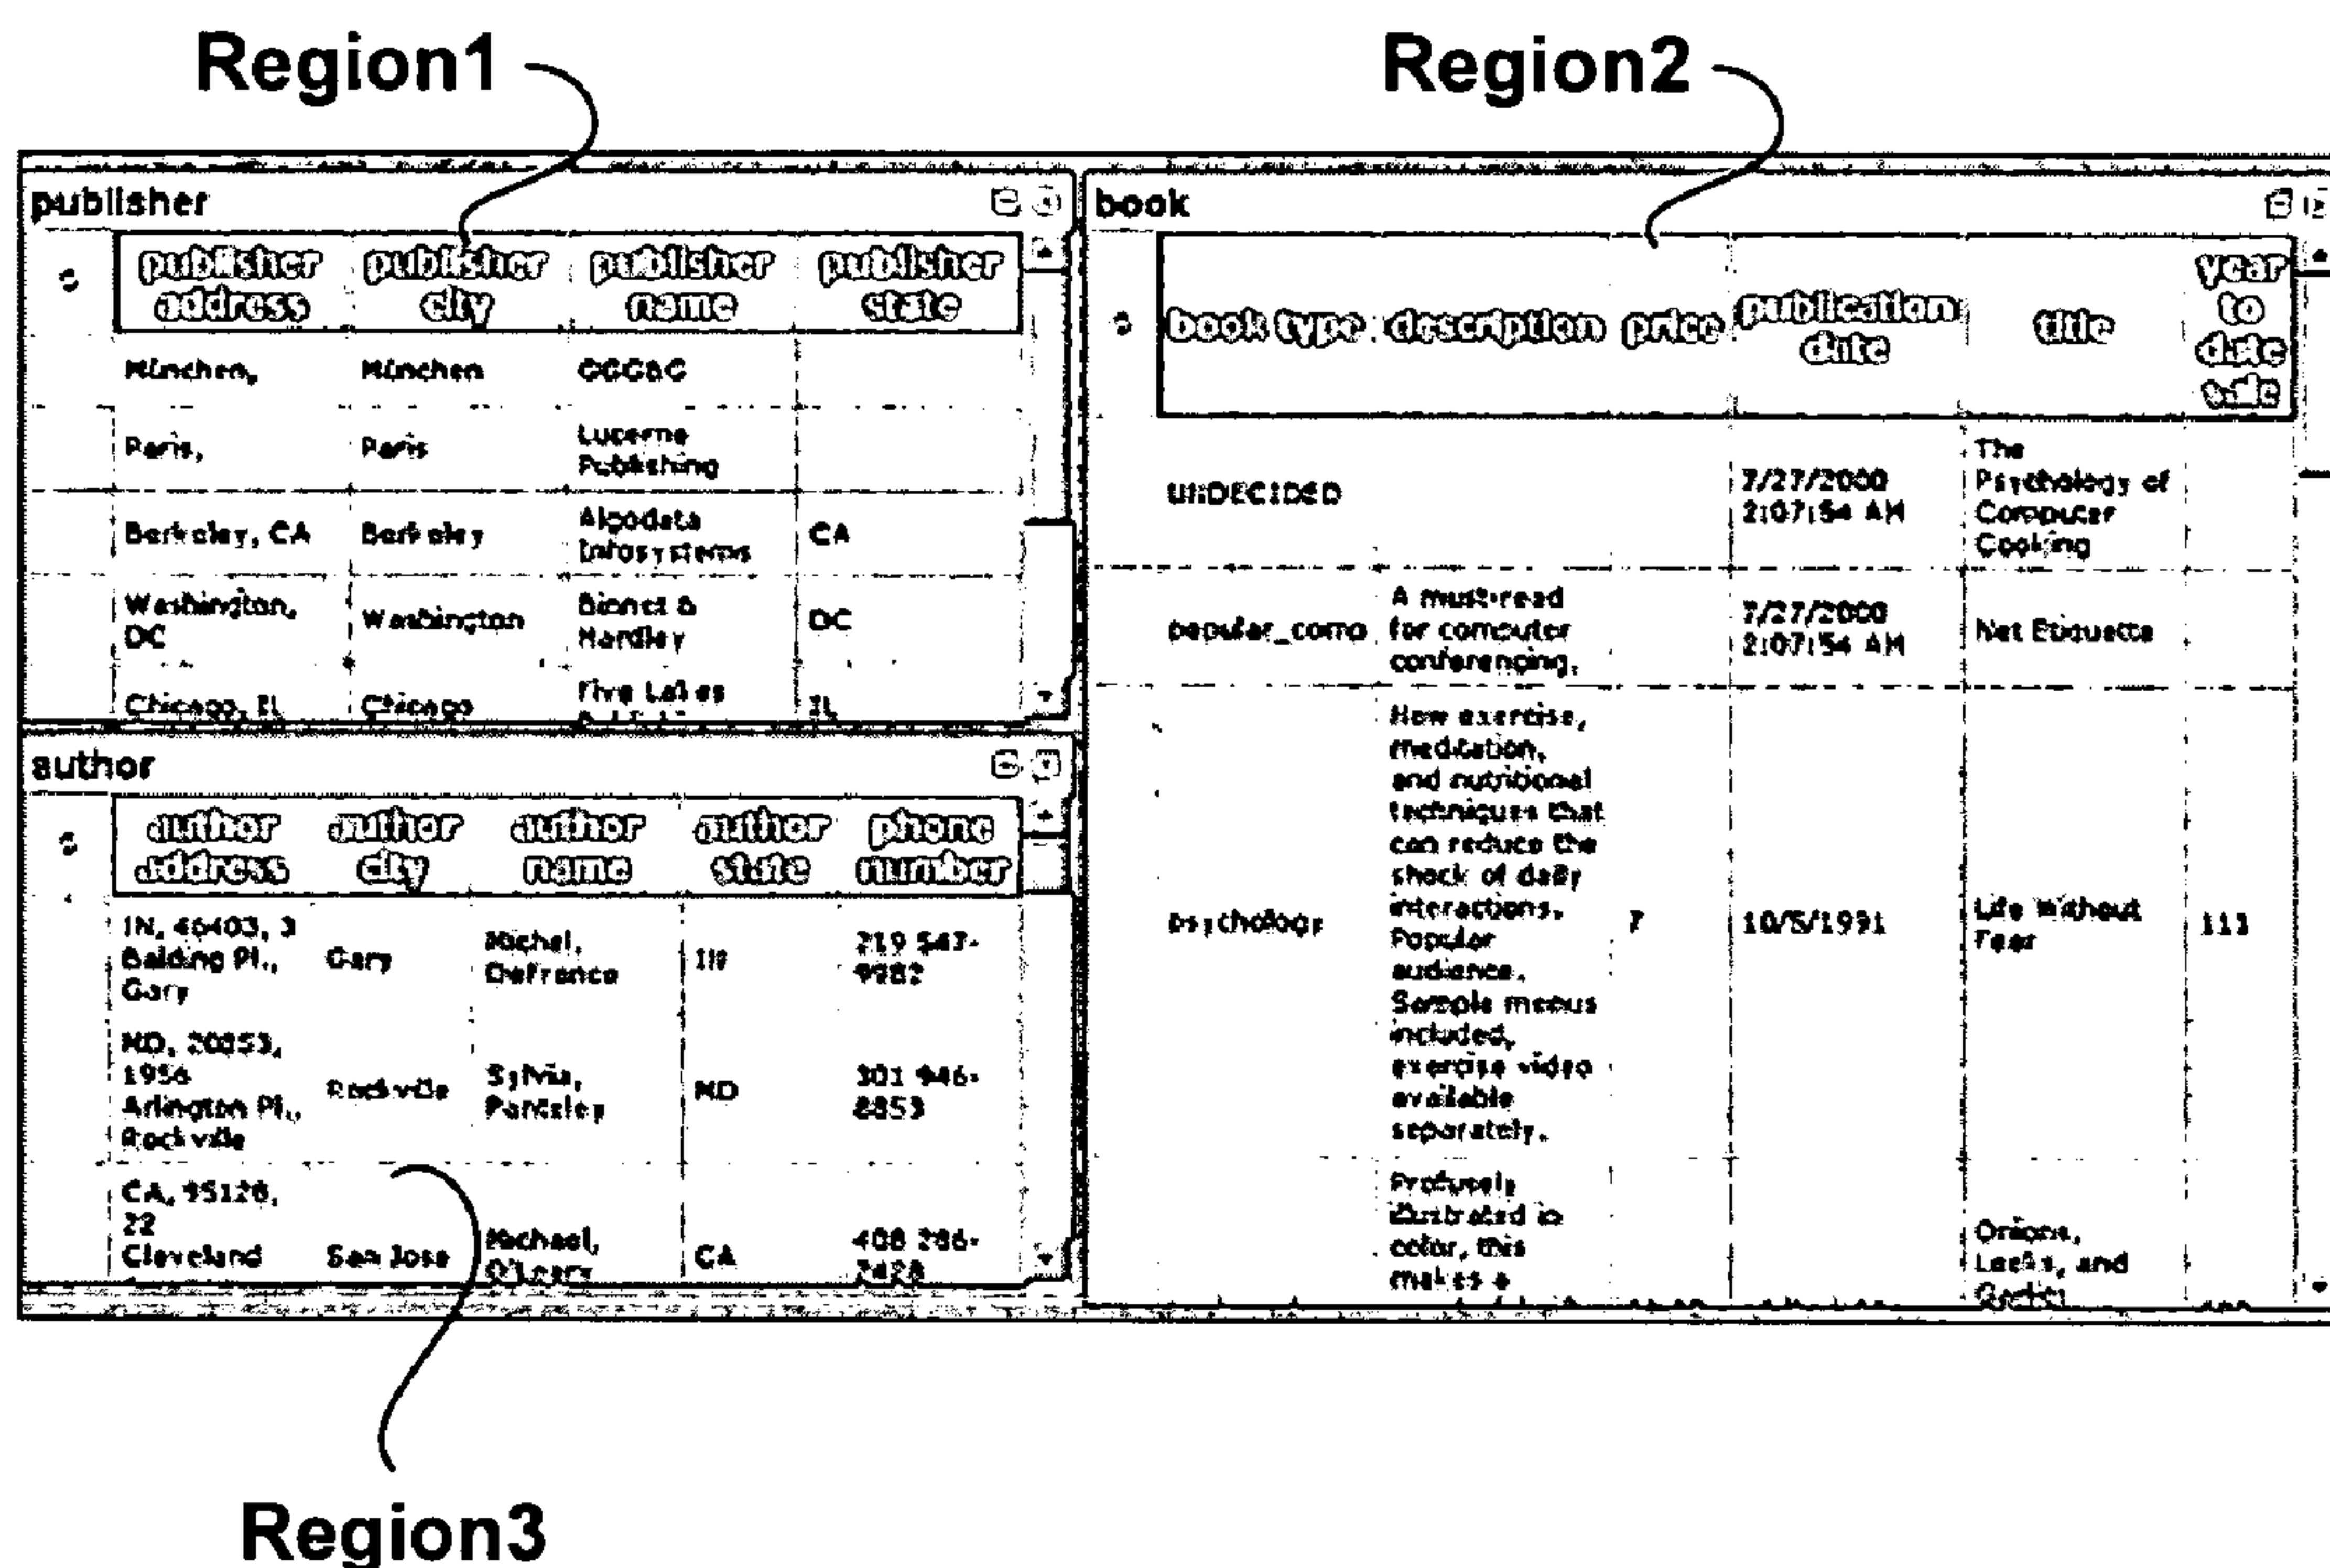 Region1
Region2
publisher
publisher address
publisher city
publisher name
publisher state
München,
München
GGG&G
Paris,
Paris
Lucerne
Publishing
Berkeley, CA
Berkeley
Algodata
Infosystems
CA
Washington,
DC
Washington
Binnet &
Hardley
DC
Chicago, IL
Chicago
Five Lakes
IL
author
author address
author city
author name
author state
phone number
IN, 46403, 3
Balding Pl.,
Gary
Gary
Michel,
DeFrance
IN
219 547-
9982
MD, 20853,
1956
Arlington Pl.,
Rockville
Rockville
Sylvia,
Panteley
MD
301 946-
8853
CA, 95128,
22
Cleveland
San Jose
Michael,
O'Leary
CA
408 286-
2428
book
book type
description
price
publication date
title
year to date sale
UNDECIDED
7/27/2000
2:07:54 AM
The
Psychology of
Computer
Cooking
popular_comp
A must-read
for computer
conferencing.
7/27/2000
2:07:54 AM
Net Etiquette
psychology
How exercise,
meditation,
and nutritional
techniques that
can reduce the
shock of daily
interactions.
Popular
audience.
Sample menus
included,
exercise video
available
separately.
7
10/5/1991
Life Without
Fear
111
Profusely
illustrated in
color, this
makes a
Onions,
Leeks, and
Region3